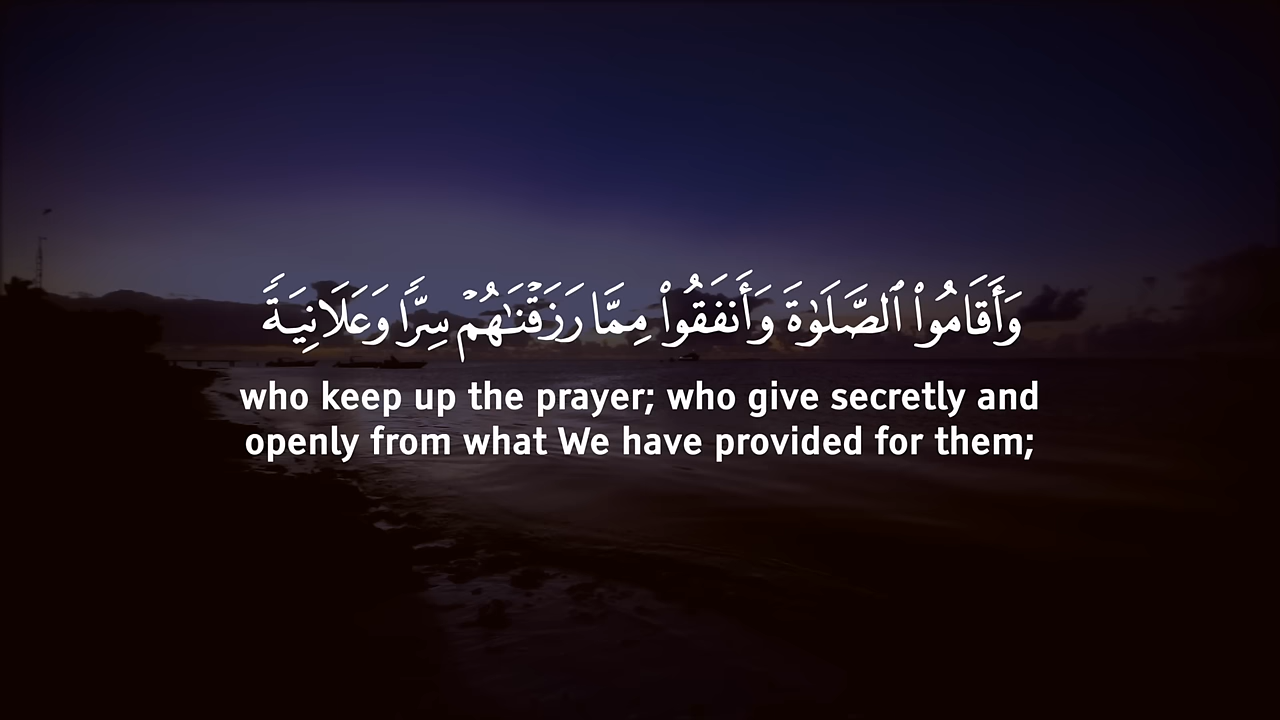 وَأَقَامُوا۟ ٱلصَّلَوٰةَ وَأَنفَقُوا۟ مِمَّا رَزَقْنَـٰهُمْ سِرًّا وَعَلَانِيَةً
who keep up the prayer; who give secretly and
openly from what We have provided for them;